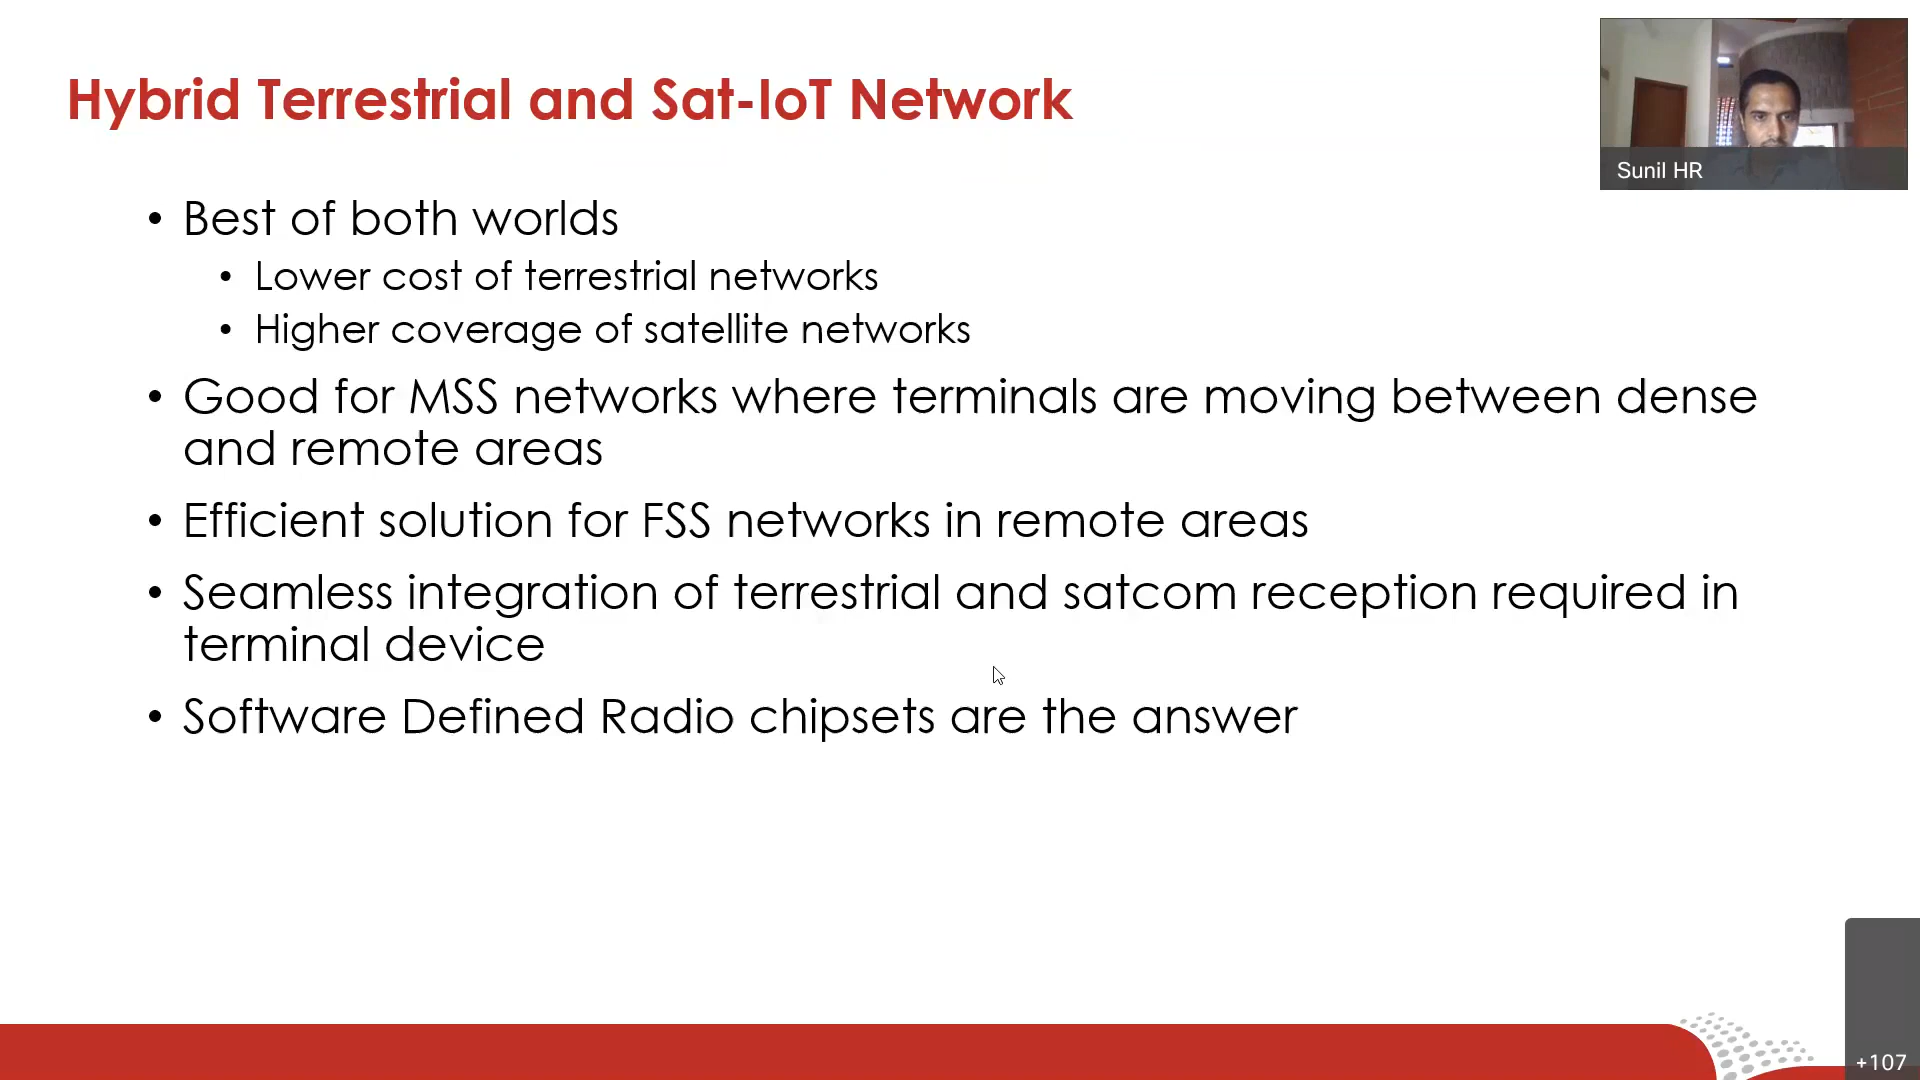 Hybrid Terrestrial and Sat-IoT Network
Sunil HR
• Best of both worlds
• Lower cost of terrestrial networks
• Higher coverage of satellite networks
• Good for MSS networks where terminals are moving between dense
and remote areas
• Efficient solution for FSS networks in remote areas
• Seamless integration of terrestrial and satcom reception required in
terminal device
• Software Defined Radio chipsets are the answer
+107